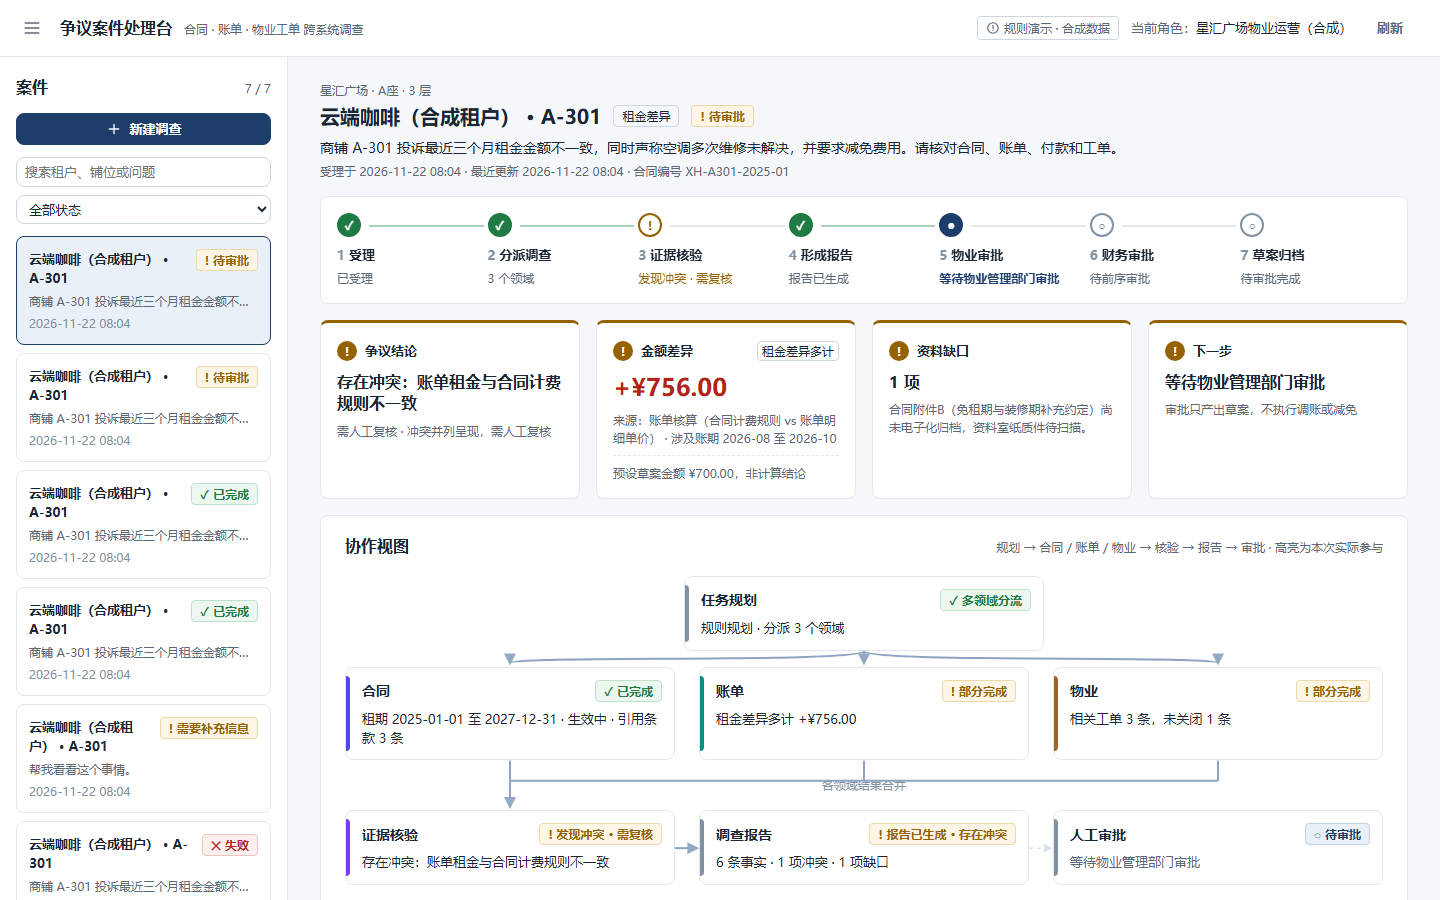 争议案件处理台
合同 · 账单 · 物业工单 跨系统调查
规则演示 · 合成数据
当前角色：星汇广场物业运营（合成）
刷新
案件
7 / 7
＋ 新建调查
搜索租户、铺位或问题
全部状态
云端咖啡（合成租户） •
A-301
! 待审批
商铺 A-301 投诉最近三个月租金金额不...
2026-11-22 08:04
云端咖啡（合成租户） •
A-301
! 待审批
商铺 A-301 投诉最近三个月租金金额不...
2026-11-22 08:04
云端咖啡（合成租户） •
A-301
✓ 已完成
商铺 A-301 投诉最近三个月租金金额不...
2026-11-22 08:04
云端咖啡（合成租户） •
A-301
✓ 已完成
商铺 A-301 投诉最近三个月租金金额不...
2026-11-22 08:04
云端咖啡（合成租
户） • A-301
! 需要补充信息
帮我看看这个事情。
2026-11-22 08:04
云端咖啡（合成租户） • A-
301
✕ 失败
商铺 A-301 投诉最近三个月租金金额不...
星汇广场 · A座 · 3 层
云端咖啡（合成租户） • A-301
租金差异
! 待审批
商铺 A-301 投诉最近三个月租金金额不一致，同时声称空调多次维修未解决，并要求减免费用。请核对合同、账单、付款和工单。
受理于 2026-11-22 08:04 · 最近更新 2026-11-22 08:04 · 合同编号 XH-A301-2025-01
1 受理
已受理
2 分派调查
3 个领域
3 证据核验
发现冲突 · 需复核
4 形成报告
报告已生成
5 物业审批
等待物业管理部门审批
6 财务审批
待前序审批
7 草案归档
待审批完成
! 争议结论
存在冲突：账单租金与合同计费
规则不一致
需人工复核 · 冲突并列呈现，需人工复核
! 金额差异
租金差异多计
+¥756.00
来源：账单核算（合同计费规则 vs 账单明
细单价） · 涉及账期 2026-08 至 2026-10
预设草案金额 ¥700.00，非计算结论
! 资料缺口
1 项
合同附件B（免租期与装修期补充约定）尚
未电子化归档，资料室纸质件待扫描。
! 下一步
等待物业管理部门审批
审批只产出草案，不执行调账或减免
协作视图
规划 → 合同 / 账单 / 物业 → 核验 → 报告 → 审批 · 高亮为本次实际参与
任务规划
✓ 多领域分流
规则规划 · 分派 3 个领域
合同
✓ 已完成
租期 2025-01-01 至 2027-12-31 · 生效中 · 引用条
款 3 条
账单
! 部分完成
租金差异多计 +¥756.00
物业
! 部分完成
相关工单 3 条，未关闭 1 条
各领域结果合并
证据核验
! 发现冲突 • 需复核
存在冲突：账单租金与合同计费规则不一致
调查报告
! 报告已生成 • 存在冲突
6 条事实 · 1 项冲突 · 1 项缺口
人工审批
○ 待审批
等待物业管理部门审批